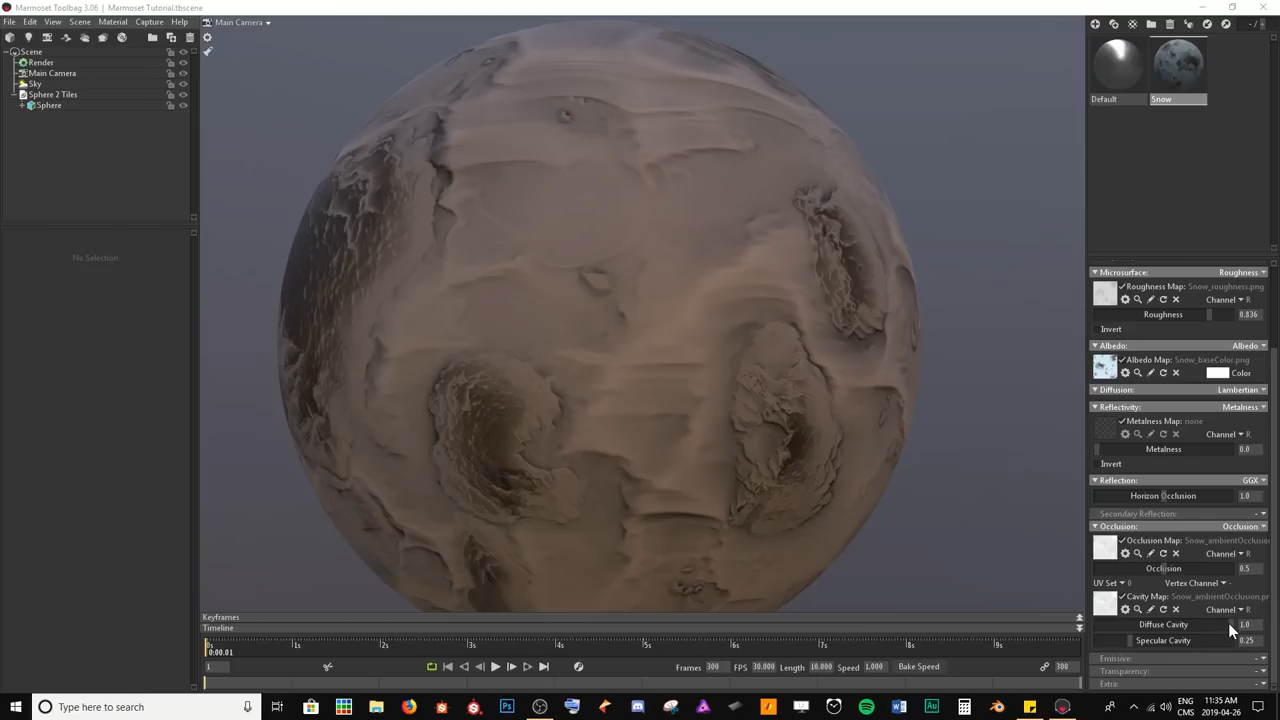 Marmoset Toolbag 3.06 | Marmoset Tutorial.tbscene
File Edit View Scene Material Capture Help
Main Camera
Scene
Render
Main Camera
Sky
Sphere 2 Tiles
Sphere
No Selection
Default Snow
Microsurface: Roughness
Roughness Map: Snow_roughness.png
Channel R
Roughness 0.836
Invert
Albedo: Albedo
Albedo Map: Snow_baseColor.png
Color
Diffusion: Lambertian
Reflectivity: Metalness
Metalness Map: none
Channel R
Metalness 0.0
Invert
Reflection: GGX
Horizon Occlusion 1.0
Secondary Reflection: -
Occlusion: Occlusion
Occlusion Map: Snow_ambientOcclusion
Channel R
Occlusion 0.5
UV Set 0 Vertex Channel -
Cavity Map: Snow_ambientOcclusion.pr
Channel R
Diffuse Cavity 1.0
Specular Cavity 0.25
Emissive: -
Transparency: -
Extra: -
Keyframes
Timeline
0s 1s 2s 3s 4s 5s 6s 7s 8s 9s
0:00.01
1 Frames 300 FPS 30.000 Length 10.000 Speed 1.000 Bake Speed 300
Type here to search
ENG 11:35 AM
CMS 2019-04-26